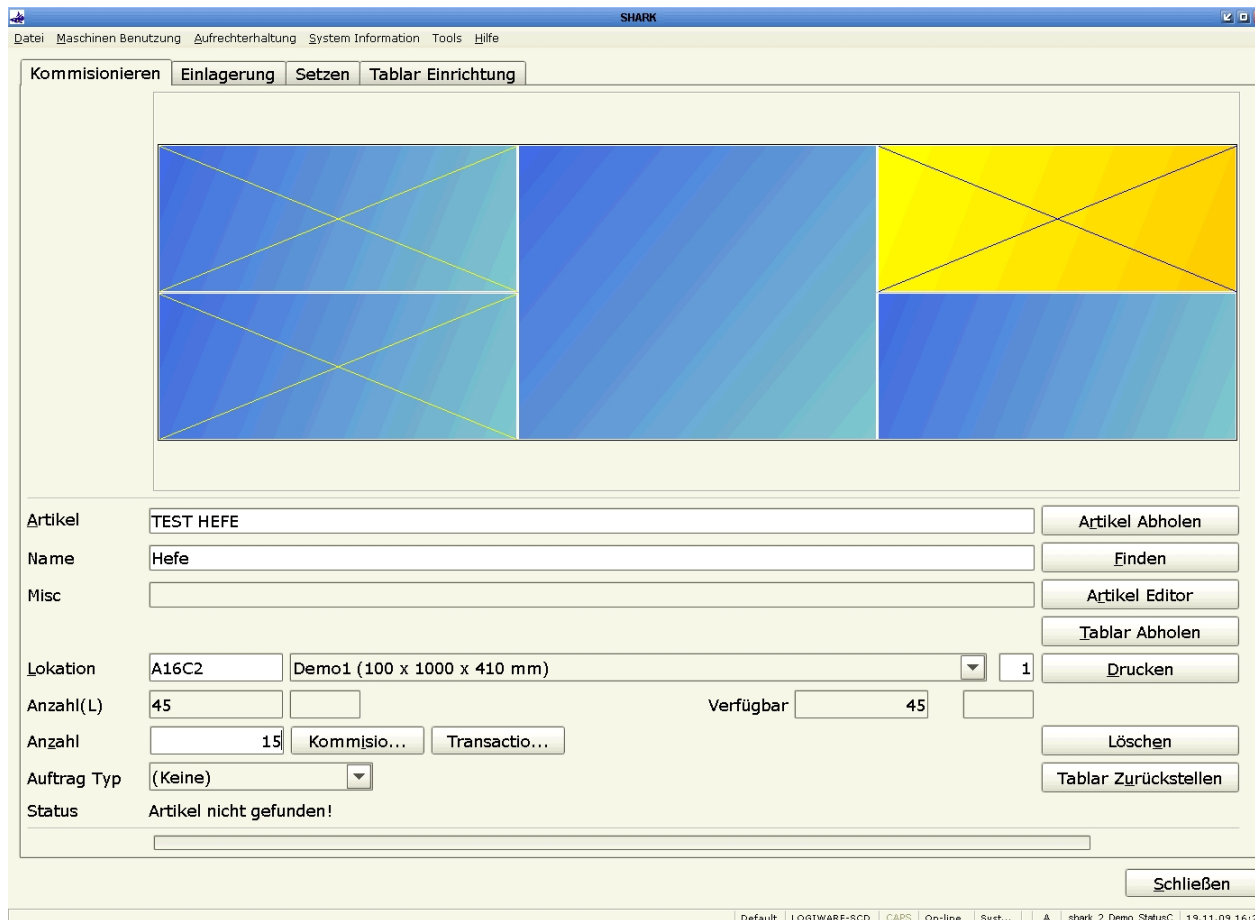 SHARK
Datei Maschinen Benutzung Aufrechterhaltung System Information Tools Hilfe
Kommisionieren Einlagerung Setzen Tablar Einrichtung
Artikel TEST HEFE Artikel Abholen
Name Hefe Finden
Misc Artikel Editor
Tablar Abholen
Lokation A16C2 Demo1 (100 x 1000 x 410 mm) 1 Drucken
Anzahl(L) 45 Verfügbar 45
Anzahl 15 Kommisio... Transactio... Löschen
Auftrag Typ (Keine) Tablar Zurückstellen
Status Artikel nicht gefunden!
Schließen
Default LOGIWARE-SCD CAPS On-line Syst... A shark_2_Demo_StatusC 19.11.09 16:2